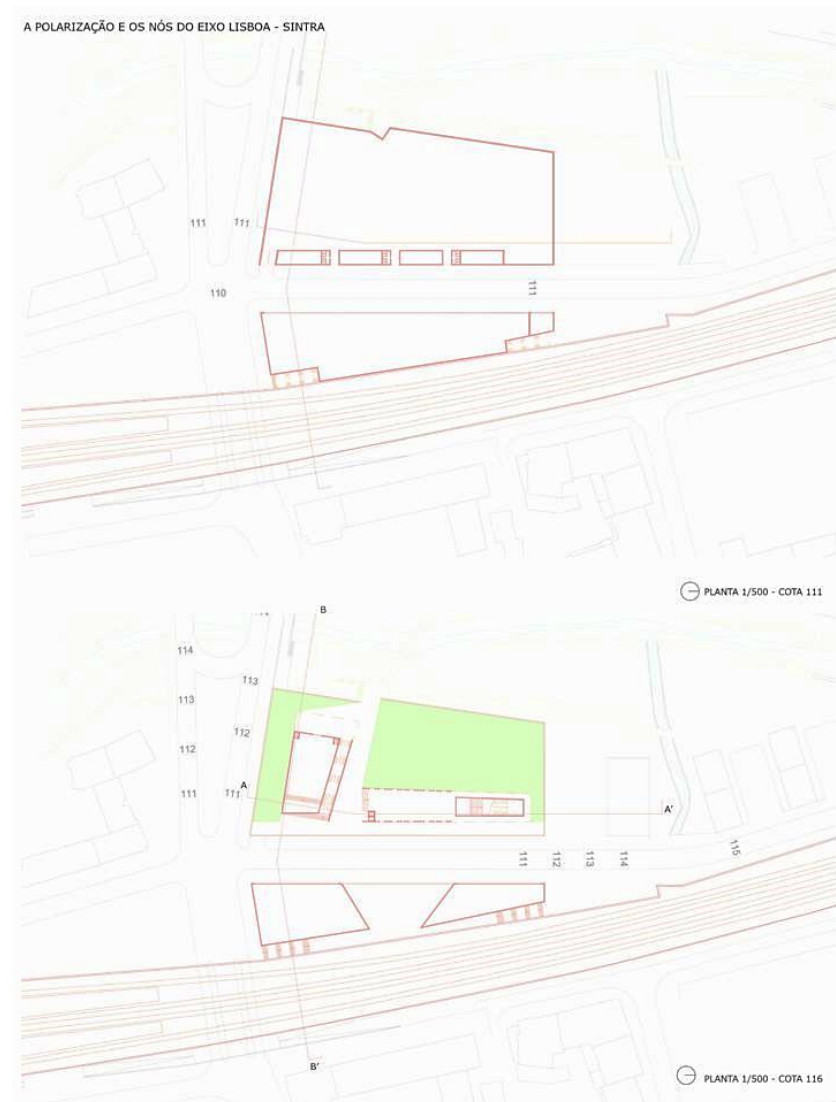 A POLARIZAÇÃO E OS NÓS DO EIXO LISBOA - SINTRA
111
111
110
111
PLANTA 1/500 - COTA 111
B
114
113
113
112
112
A
111
111
A'
111
112
113
114
115
B'
PLANTA 1/500 - COTA 116